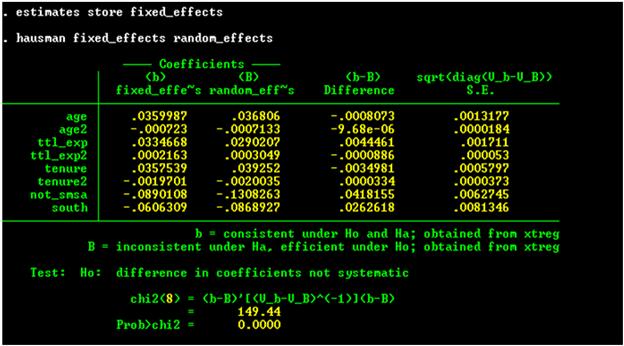 . estimates store fixed_effects
. hausman fixed_effects random_effects
---- Coefficients ----
(b) (B) (b-B) sqrt(diag(V_b-V_B))
fixed_effe~s random_eff~s Difference S.E.
age .0359987 .036806 -.0008073 .0013177
age2 -.000723 -.0007133 -9.68e-06 .0000184
ttl_exp .0334668 .0290207 .0044461 .001711
ttl_exp2 .0002163 .0003049 -.0000886 .000053
tenure .0357539 .039252 -.0034981 .0005797
tenure2 -.0019701 -.0020035 .0000334 .0000373
not_smsa -.0890108 -.1308263 .0418155 .0062745
south -.0606309 -.0868927 .0262618 .0081346
b = consistent under Ho and Ha; obtained from xtreg
B = inconsistent under Ha, efficient under Ho; obtained from xtreg
Test: Ho: difference in coefficients not systematic
chi2(8) = (b-B)'[(V_b-V_B)^(-1)](b-B)
= 149.44
Prob>chi2 = 0.0000